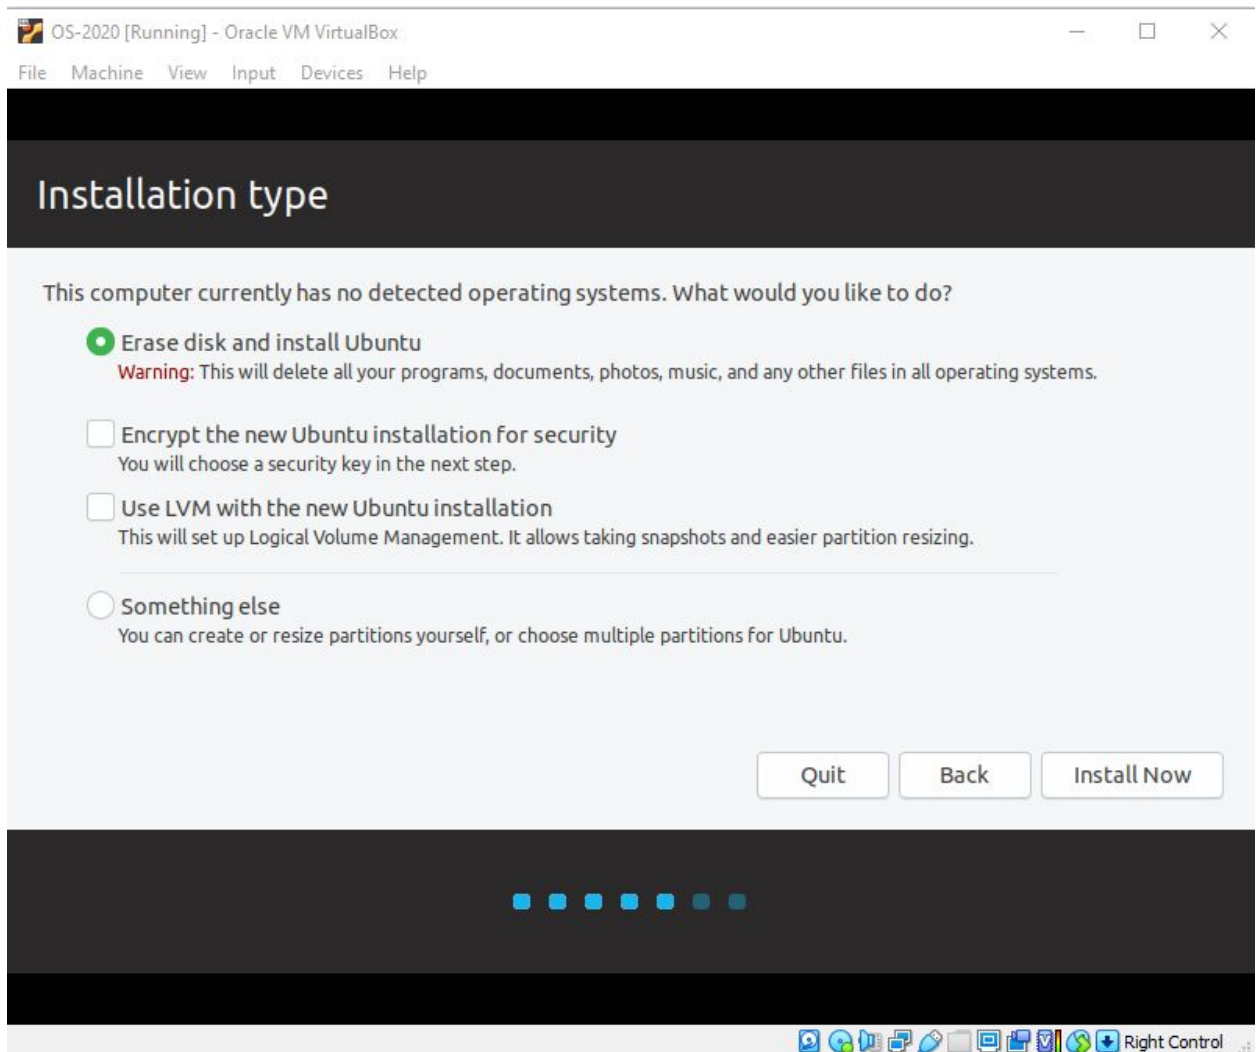 OS-2020 [Running] - Oracle VM VirtualBox
File Machine View Input Devices Help
Installation type
This computer currently has no detected operating systems. What would you like to do?
Erase disk and install Ubuntu
Warning: This will delete all your programs, documents, photos, music, and any other files in all operating systems.
Encrypt the new Ubuntu installation for security
You will choose a security key in the next step.
Use LVM with the new Ubuntu installation
This will set up Logical Volume Management. It allows taking snapshots and easier partition resizing.
Something else
You can create or resize partitions yourself, or choose multiple partitions for Ubuntu.
Quit Back Install Now
Right Control